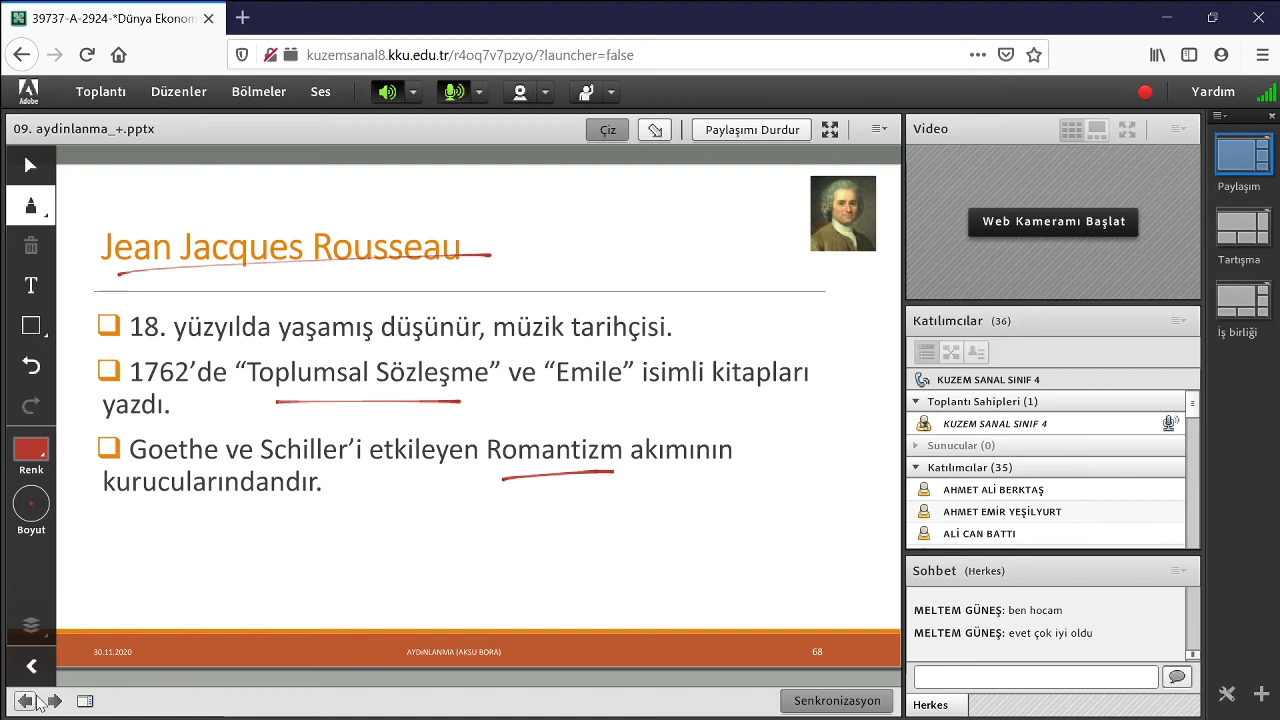 39737-A-2924-*Dünya Ekonom
kuzemsanal8.kku.edu.tr/r4oq7v7pzyo/?launcher=false
Adobe
Toplantı
Düzenler
Bölmeler
Ses
Yardım
09. aydinlanma_+.pptx
Çiz
Paylaşımı Durdur
Jean Jacques Rousseau
18. yüzyılda yaşamış düşünür, müzik tarihçisi.
1762’de “Toplumsal Sözleşme” ve “Emile” isimli kitapları
yazdı.
Goethe ve Schiller’i etkileyen Romantizm akımının
kurucularındandır.
30.11.2020
AYDıNLANMA (AKSU BORA)
68
T
Renk
Boyut
Senkronizasyon
Video
Web Kameramı Başlat
Katılımcılar (36)
KUZEM SANAL SINIF 4
Toplantı Sahipleri (1)
KUZEM SANAL SINIF 4
Sunucular (0)
Katılımcılar (35)
AHMET ALİ BERKTAŞ
AHMET EMİR YEŞİLYURT
ALİ CAN BATTI
Sohbet (Herkes)
MELTEM GÜNEŞ: ben hocam
MELTEM GÜNEŞ: evet çok iyi oldu
Herkes
Paylaşım
Tartışma
İş birliği